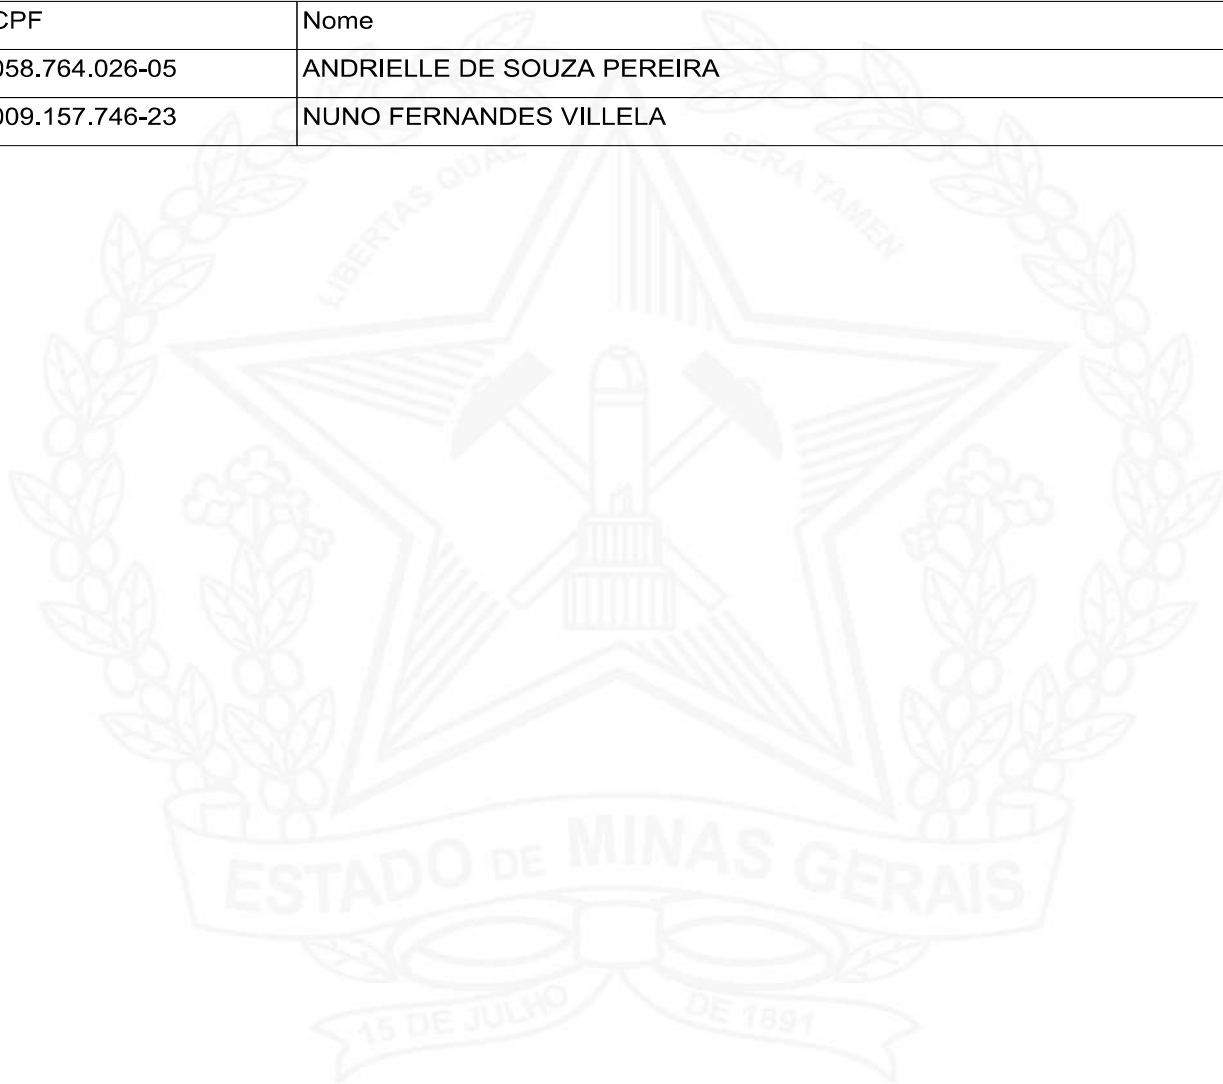 CPF Nome
058.764.026-05 ANDRIELLE DE SOUZA PEREIRA
009.157.746-23 NUNO FERNANDES VILLELA
LIBERTAS QUAE SERA TAMEN
ESTADO DE MINAS GERAIS
15 DE JULHO DE 1891